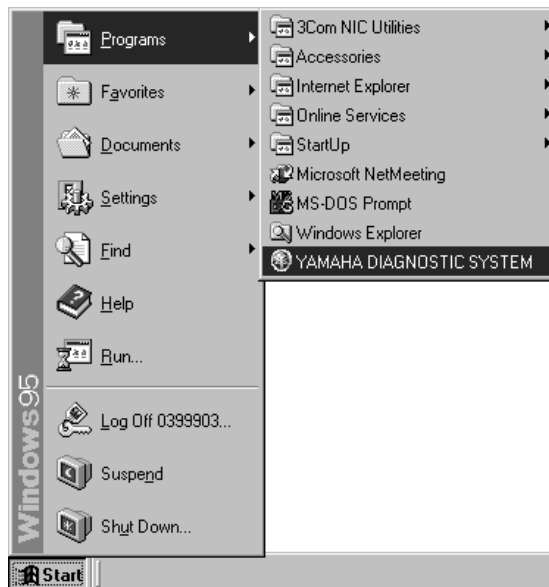 Programs
Favorites
Documents
Settings
Find
Help
Run...
Log Off 0399903...
Suspend
Shut Down...
3Com NIC Utilities
Accessories
Internet Explorer
Online Services
StartUp
Microsoft NetMeeting
MS-DOS Prompt
Windows Explorer
YAMAHA DIAGNOSTIC SYSTEM
Windows95
Start